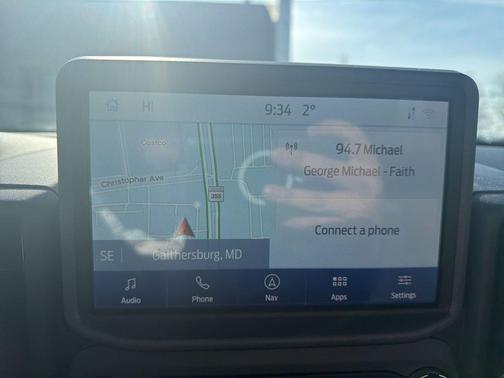 HI
9:34 2°
Costco
94.7 Michael
Christopher Ave
George Michael - Faith
355
Connect a phone
SE
Gaithersburg, MD
Audio
Phone
Nav
Apps
Settings